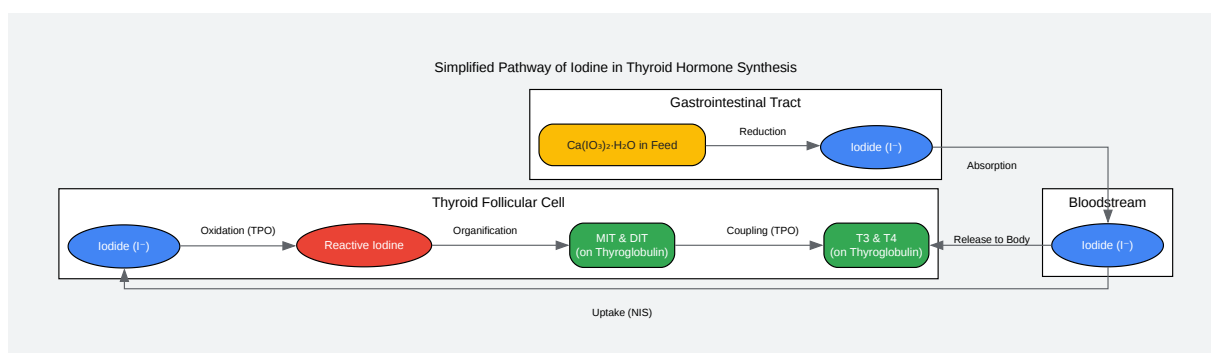 Simplified Pathway of Iodine in Thyroid Hormone Synthesis
Gastrointestinal Tract
Ca(IO₃)₂·H₂O in Feed
Reduction
Iodide (I⁻)
Absorption
Thyroid Follicular Cell
Iodide (I⁻)
Oxidation (TPO)
Reactive Iodine
Organification
MIT & DIT
(on Thyroglobulin)
Coupling (TPO)
T3 & T4
(on Thyroglobulin)
Release to Body
Bloodstream
Iodide (I⁻)
Uptake (NIS)